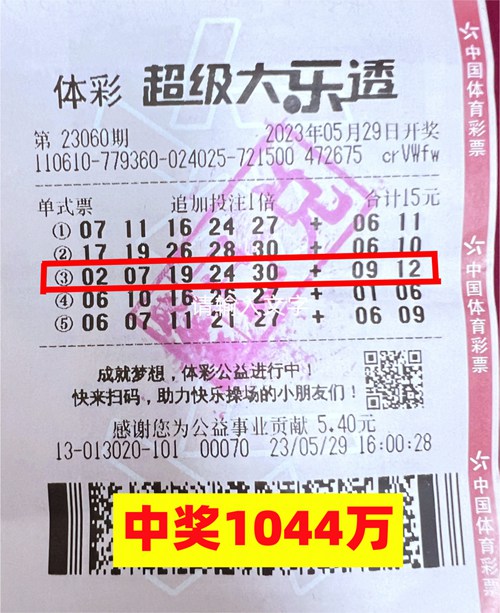 体彩 超级大乐透
第 23060期 2023年05月29日开奖
110610-779360-024025-721500 472675 crVWfw
单式票 追加投注1倍 合计15元
① 07 11 16 24 27 + 06 11
② 17 19 26 28 30 + 06 10
③ 02 07 19 24 30 + 09 12
④ 06 10 16 26 27 + 01 06
⑤ 06 07 11 21 27 + 06 09
请输入文字
成就梦想，体彩公益进行中！
快来扫码，助力快乐操场的小朋友们！
感谢您为公益事业贡献 5.40元
13-013020-101 00070 23/05/29 16:00:28
中奖1044万
中国体育彩票
中国体育彩票
中国体育彩票